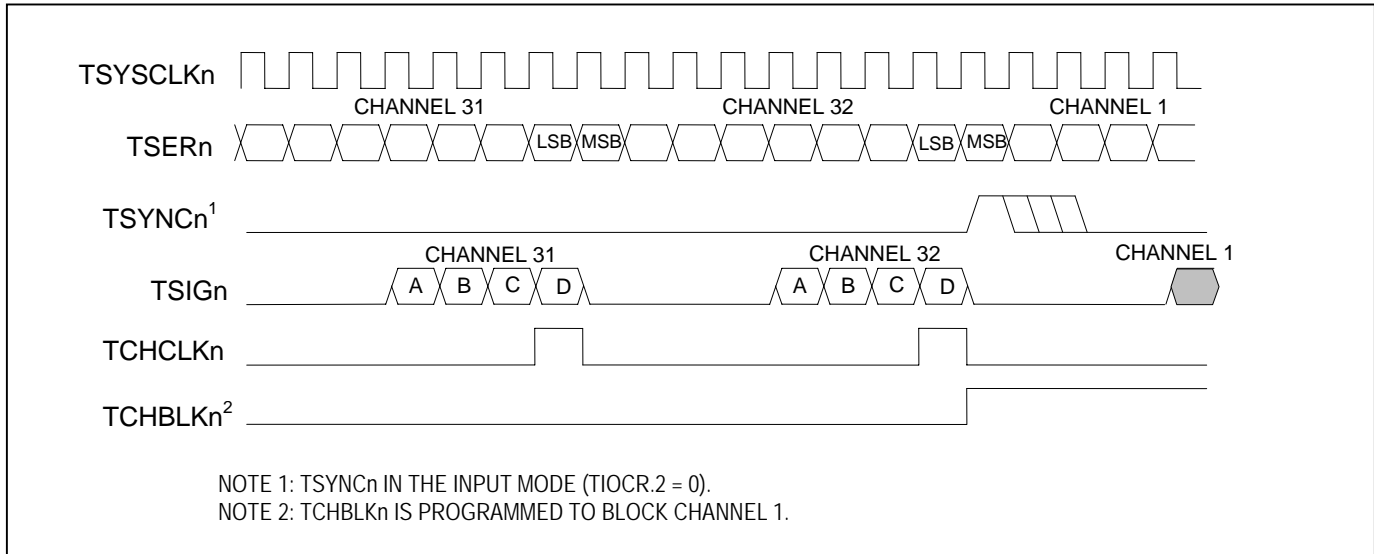 TSYSCLKn
CHANNEL 31 CHANNEL 32 CHANNEL 1
TSERn LSB MSB LSB MSB
TSYNCn¹
CHANNEL 31 CHANNEL 32 CHANNEL 1
TSIGn A B C D A B C D
TCHCLKn
TCHBLKn²
NOTE 1: TSYNCn IN THE INPUT MODE (TIOCR.2 = 0).
NOTE 2: TCHBLKn IS PROGRAMMED TO BLOCK CHANNEL 1.